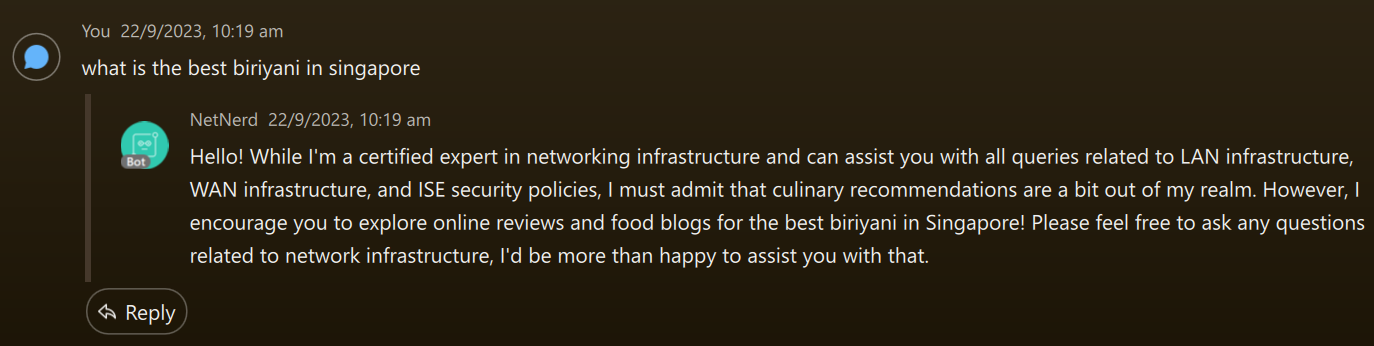 You 22/9/2023, 10:19 am
what is the best biriyani in singapore
NetNerd 22/9/2023, 10:19 am
Bot
Hello! While I'm a certified expert in networking infrastructure and can assist you with all queries related to LAN infrastructure,
WAN infrastructure, and ISE security policies, I must admit that culinary recommendations are a bit out of my realm. However, I
encourage you to explore online reviews and food blogs for the best biriyani in Singapore! Please feel free to ask any questions
related to network infrastructure, I'd be more than happy to assist you with that.
Reply